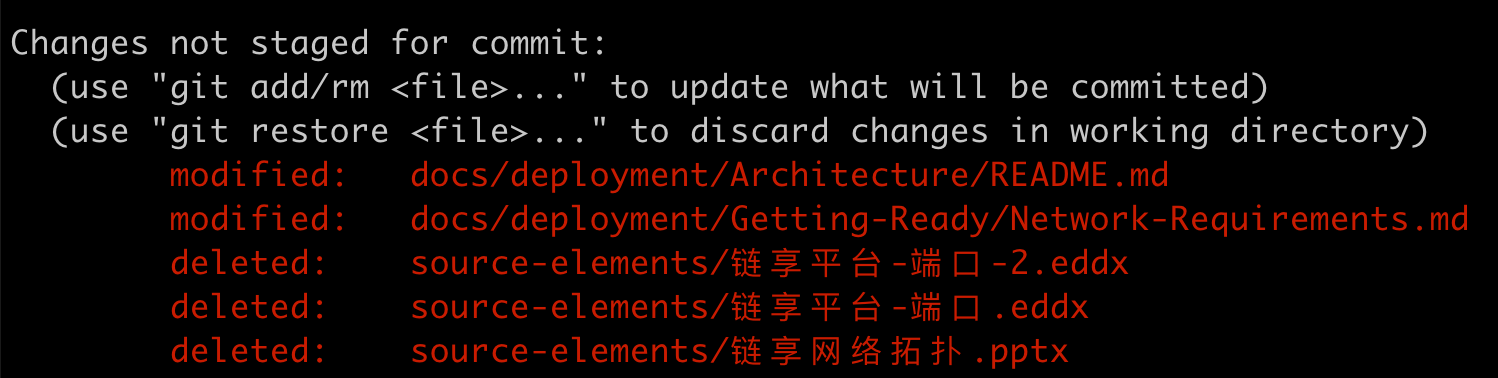 Changes not staged for commit:
  (use "git add/rm <file>..." to update what will be committed)
  (use "git restore <file>..." to discard changes in working directory)
        modified:   docs/deployment/Architecture/README.md
        modified:   docs/deployment/Getting-Ready/Network-Requirements.md
        deleted:    source-elements/链享平台-端口-2.eddx
        deleted:    source-elements/链享平台-端口.eddx
        deleted:    source-elements/链享网络拓扑.pptx